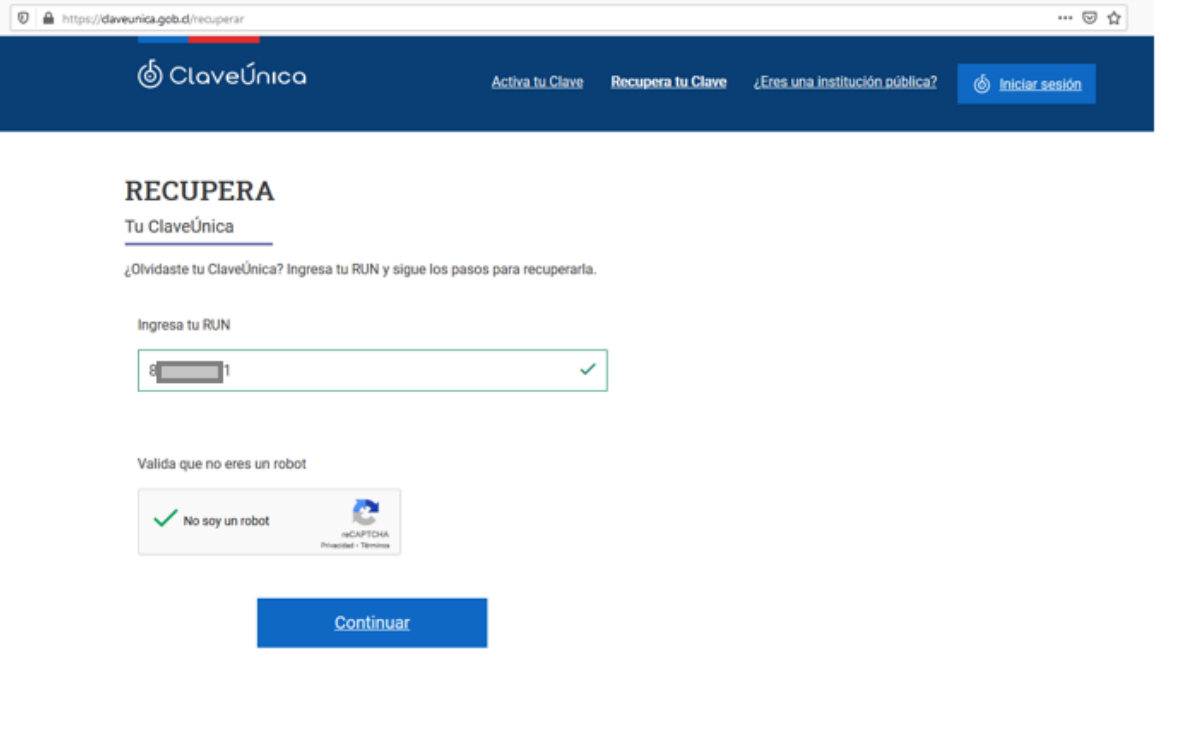 https://claveunica.gob.cl/recuperar
ClaveÚnica
Activa tu Clave
Recupera tu Clave
¿Eres una institución pública?
Iniciar sesión
RECUPERA
Tu ClaveÚnica
¿Olvidaste tu ClaveÚnica? Ingresa tu RUN y sigue los pasos para recuperarla.
Ingresa tu RUN
8 1
Valida que no eres un robot
No soy un robot
reCAPTCHA
Privacidad - Términos
Continuar